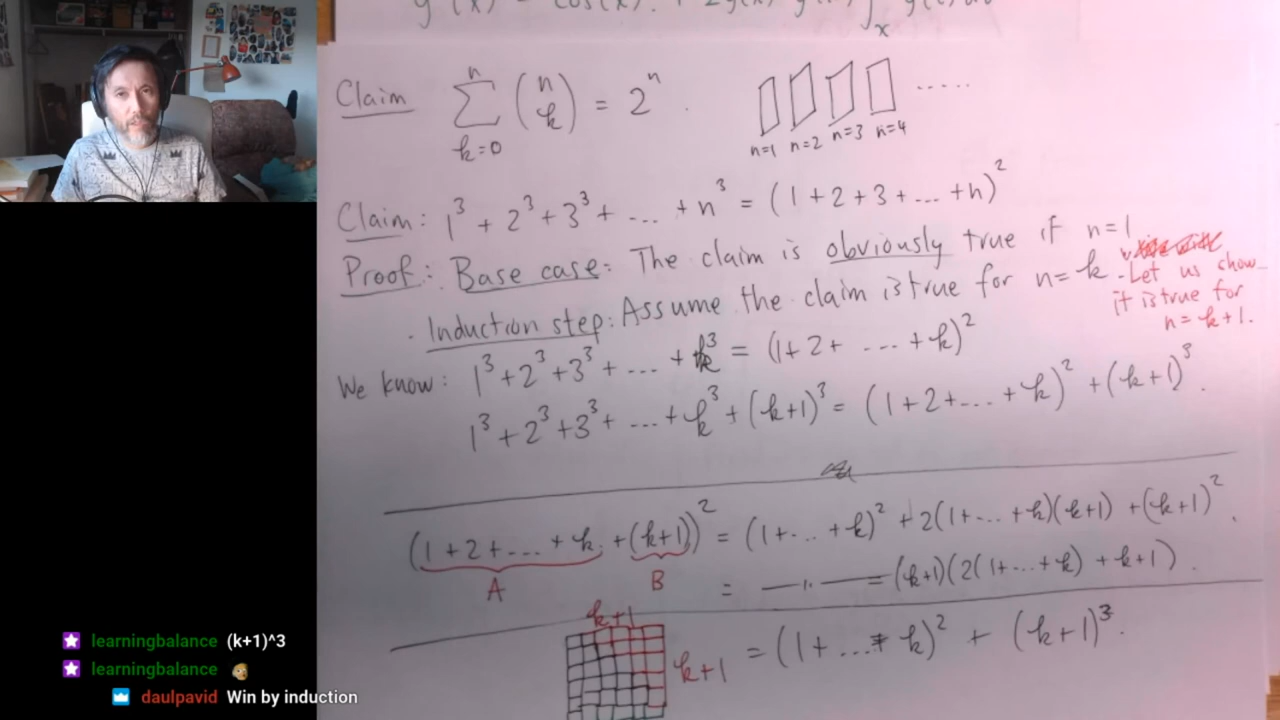 Claim ∑_{k=0}^{n} (n k) = 2^n .
n=1 n=2 n=3 n=4 .....
Claim: 1^3 + 2^3 + 3^3 + ... + n^3 = (1+2+3+...+n)^2
Proof: Base case: The claim is obviously true if n=1
. Induction step: Assume the claim is true for n=k. Let us show
it is true for
n=k+1.
We know: 1^3+2^3+3^3+ ... + k^3 = (1+2+ ... +k)^2
1^3+2^3+3^3+ ... +k^3+(k+1)^3 = (1+2+...+k)^2+(k+1)^3.
(1+2+...+k+(k+1))^2 = (1+...+k)^2+2(1+...+k)(k+1)+(k+1)^2.
A B
= —"— (k+1)(2(1+...+k)+k+1).
k+1
k+1
= (1+...+k)^2 + (k+1)^3.
learningbalance (k+1)^3
learningbalance
daulpavid Win by induction